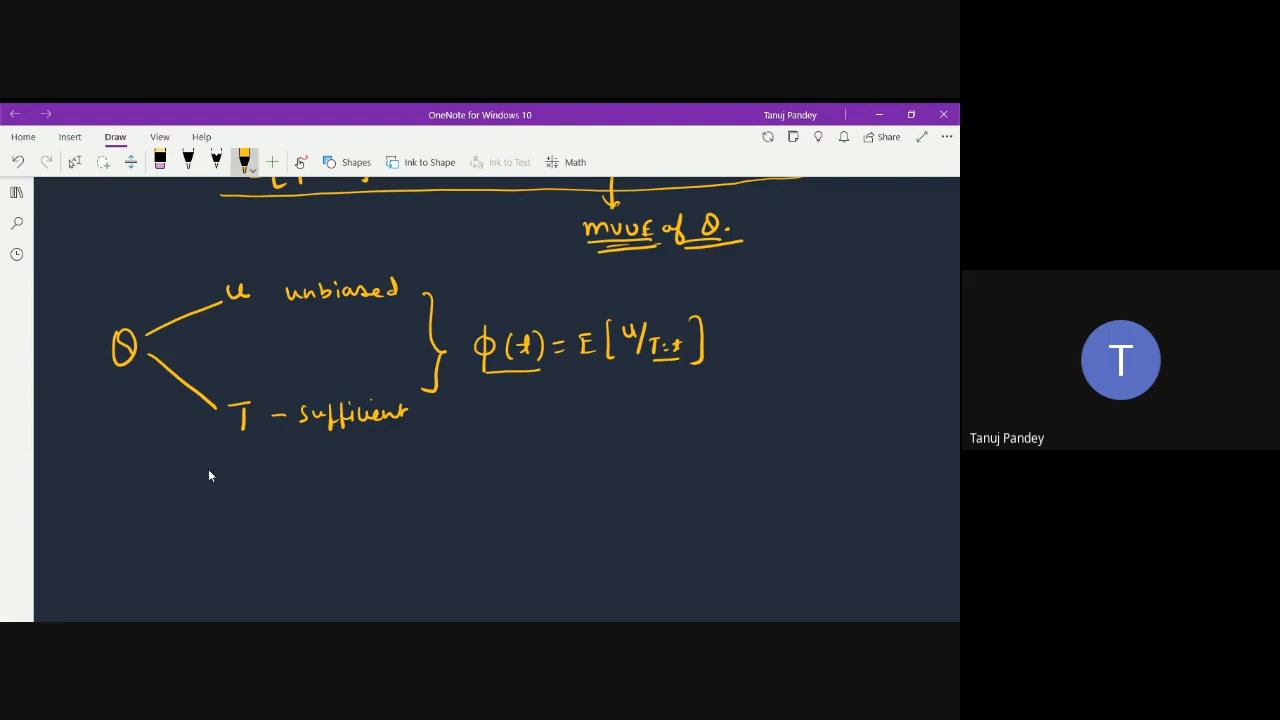 OneNote for Windows 10
Tanuj Pandey
Home Insert Draw View Help
Share
Shapes Ink to Shape Ink to Text Math
MVUE of θ.
u unbiased
θ
ϕ(t) = E[u/T=t]
T - sufficient
T
Tanuj Pandey